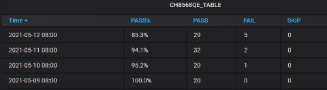 CH8568QE_TABLE
Time PASS% PASS FAIL SKIP
2021-05-12 08:00 85.3% 29 5 0
2021-05-11 08:00 94.1% 32 2 0
2021-05-10 08:00 95.2% 20 1 0
2021-05-09 08:00 100.0% 20 0 0